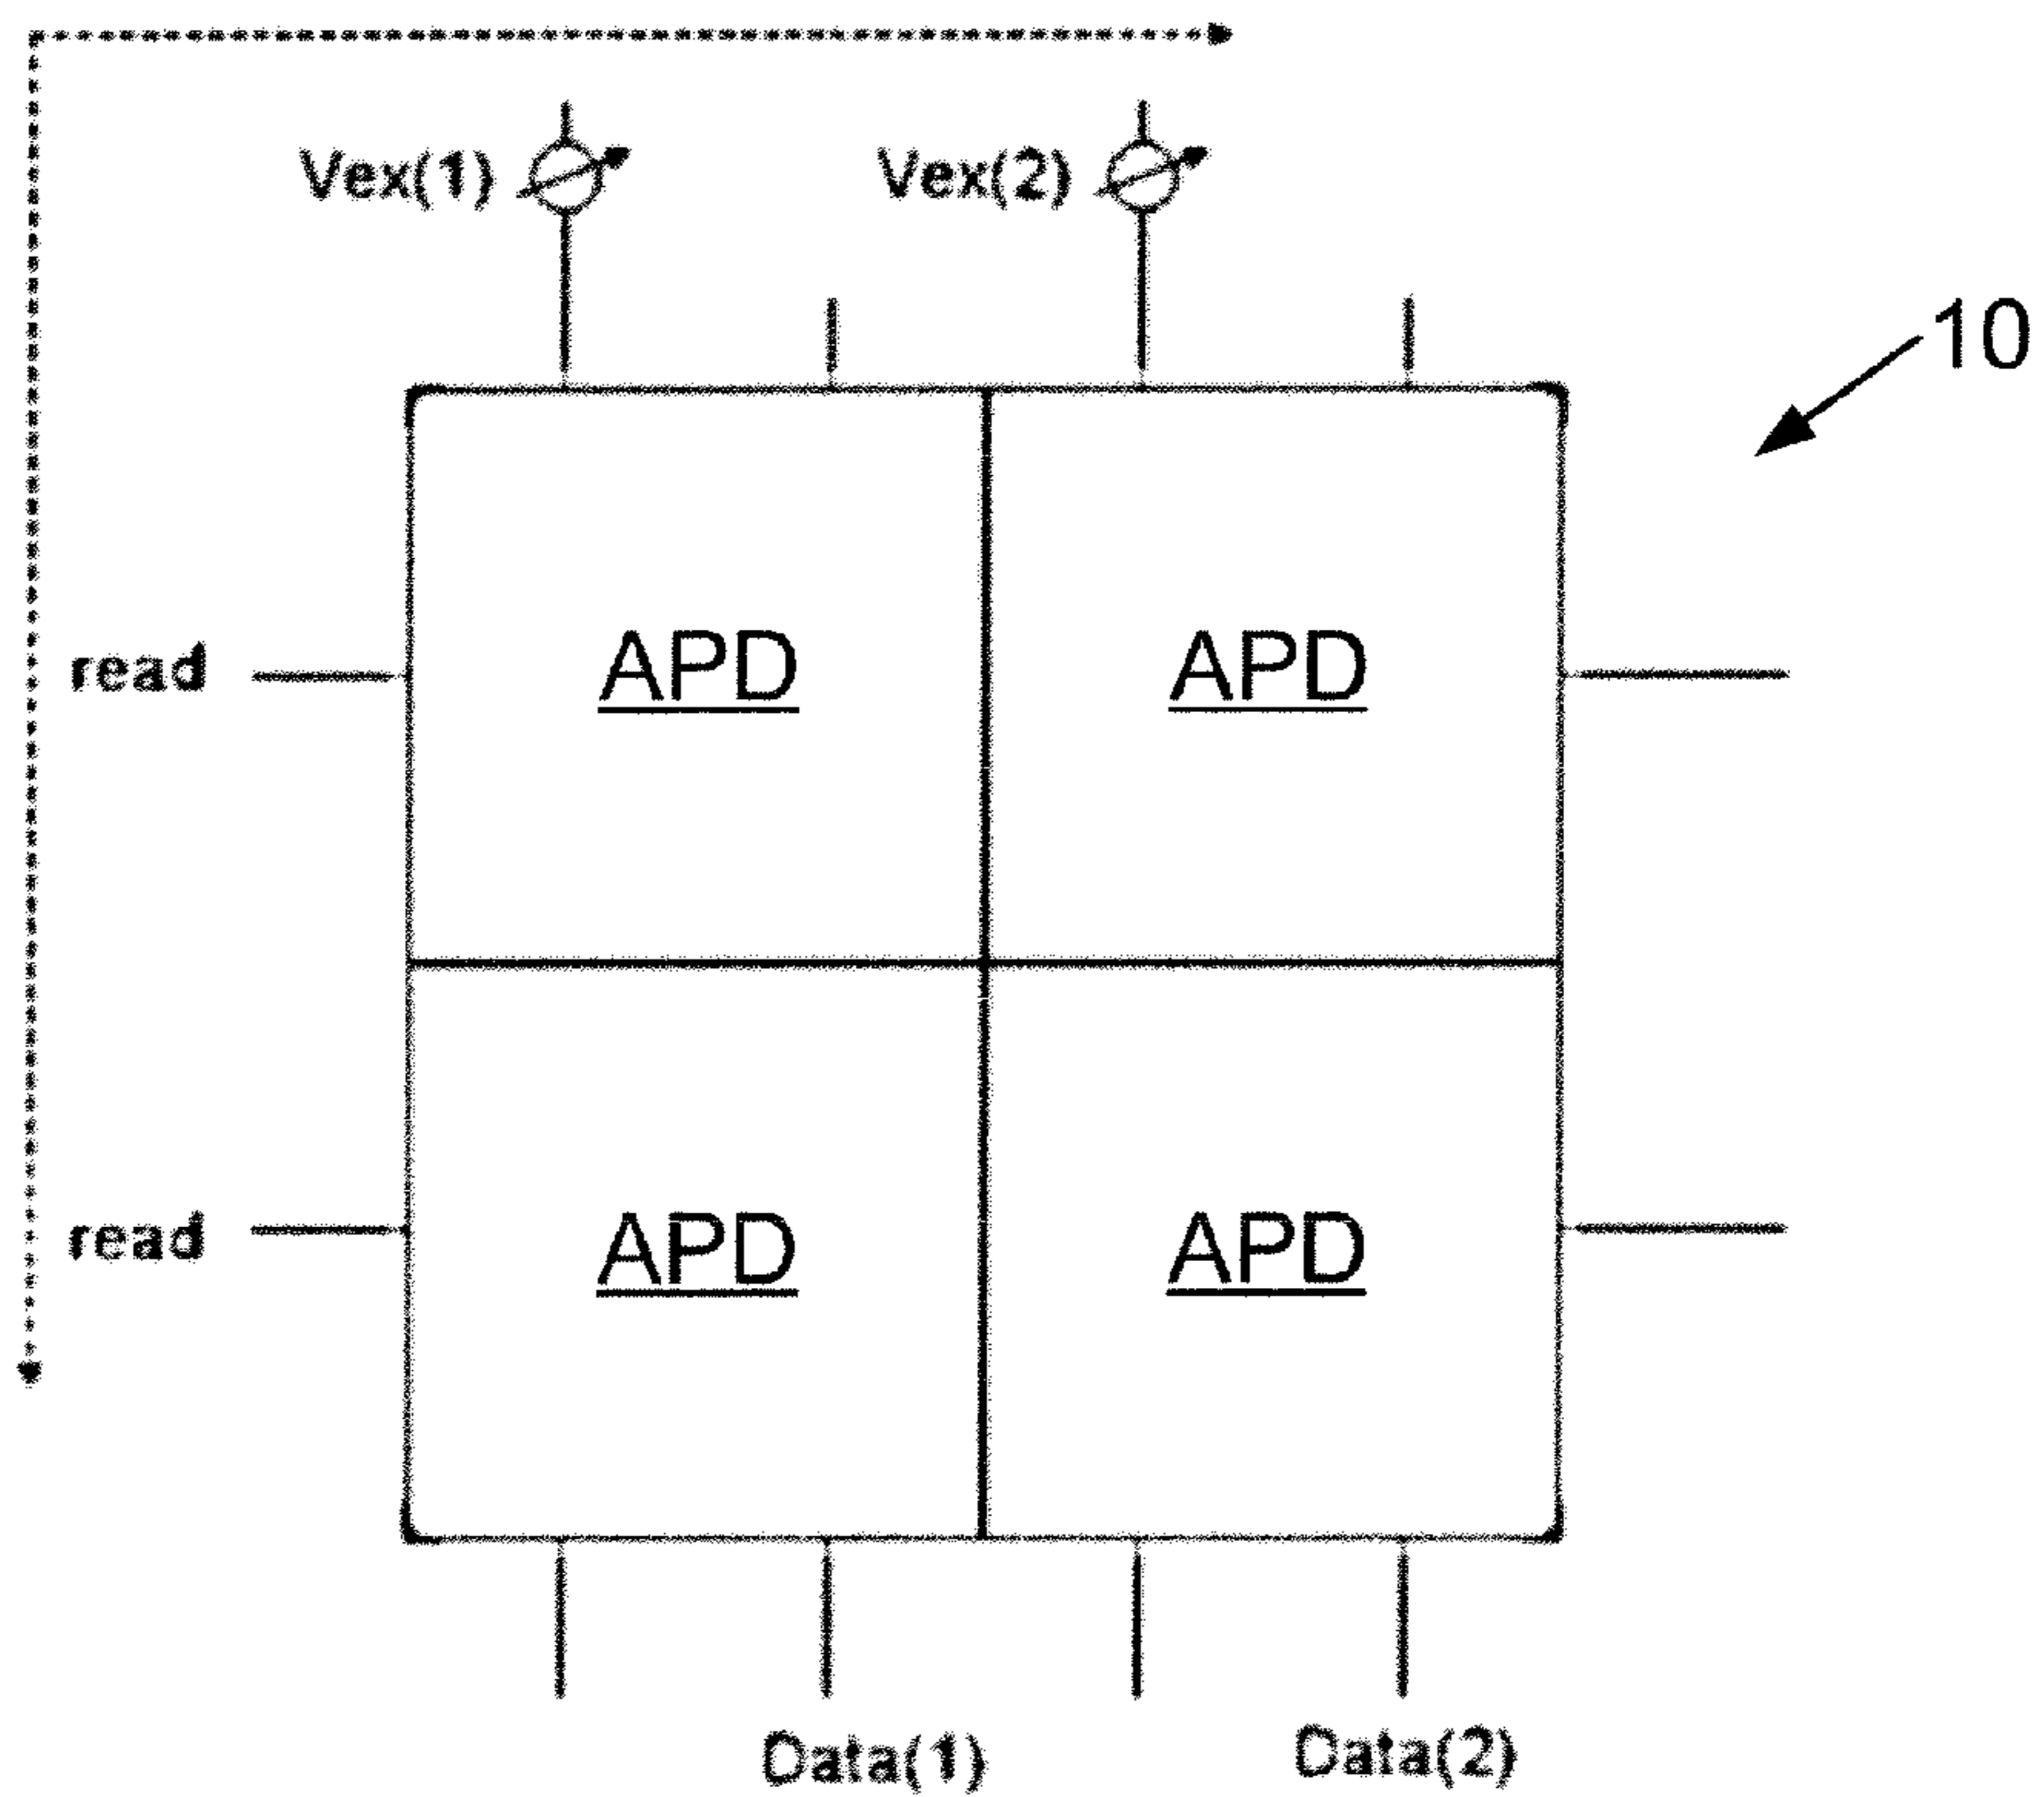 Vex(1) Vex(2)
10
read APD APD
read APD APD
Data(1) Data(2)